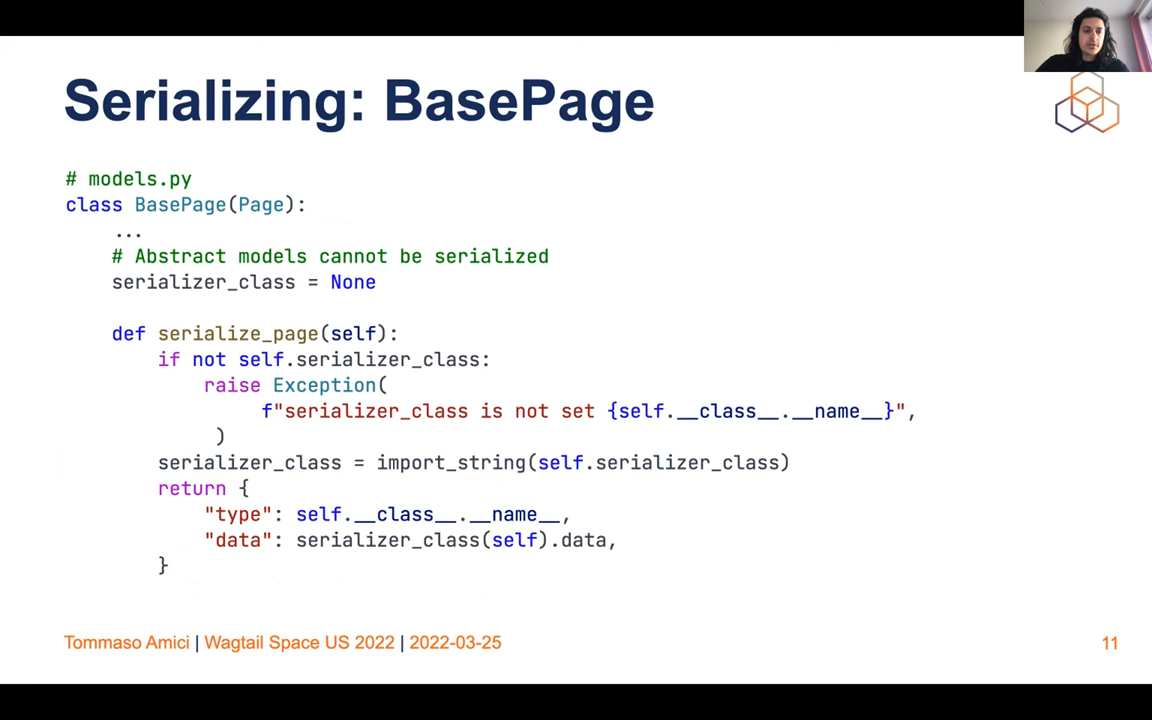 Serializing: BasePage
# models.py
class BasePage(Page):
    ...
    # Abstract models cannot be serialized
    serializer_class = None
    def serialize_page(self):
        if not self.serializer_class:
            raise Exception(
                 f"serializer_class is not set {self.__class__.__name__}",
             )
        serializer_class = import_string(self.serializer_class)
        return {
            "type": self.__class__.__name__,
            "data": serializer_class(self).data,
        }
Tommaso Amici | Wagtail Space US 2022 | 2022-03-25
11